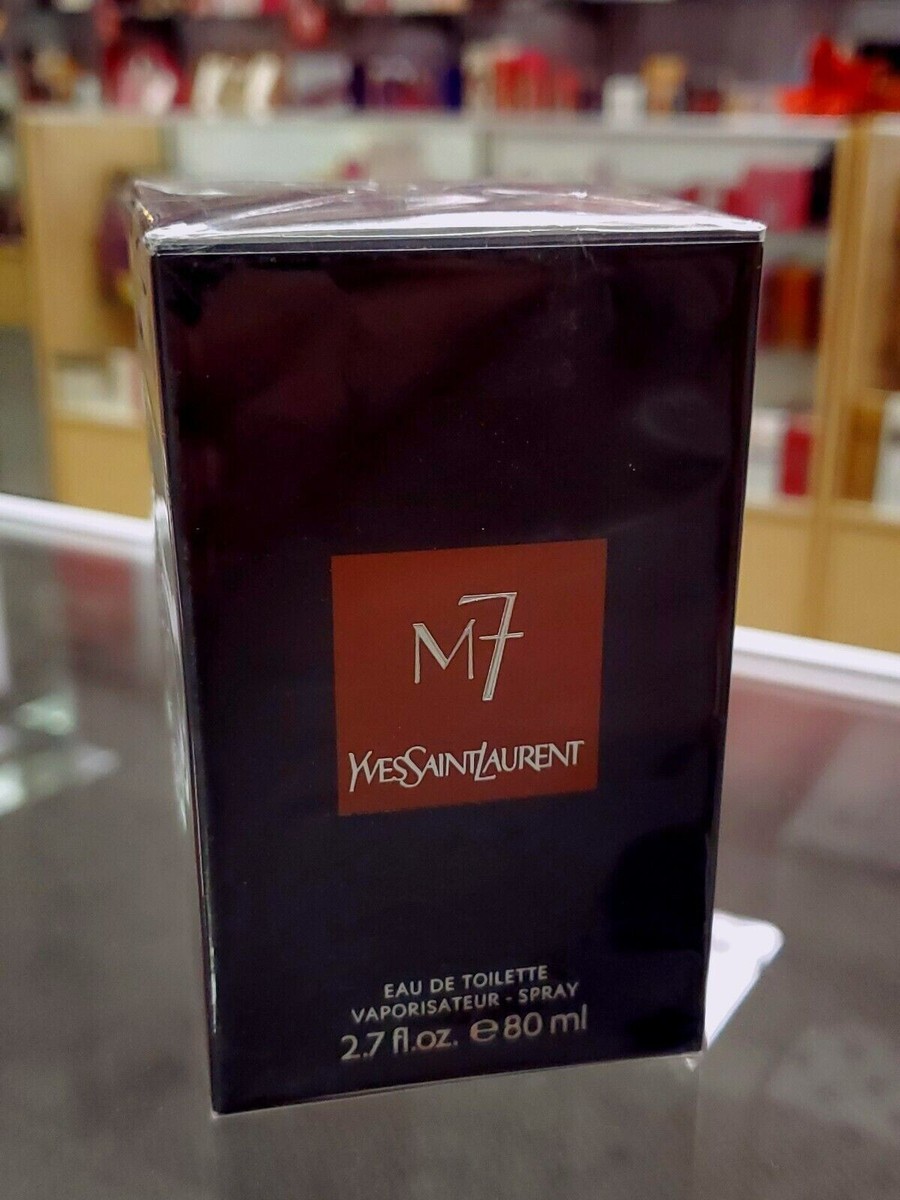 M7
YVESSAINTLAURENT
EAU DE TOILETTE
VAPORISATEUR - SPRAY
2.7 fl.oz. e 80 ml